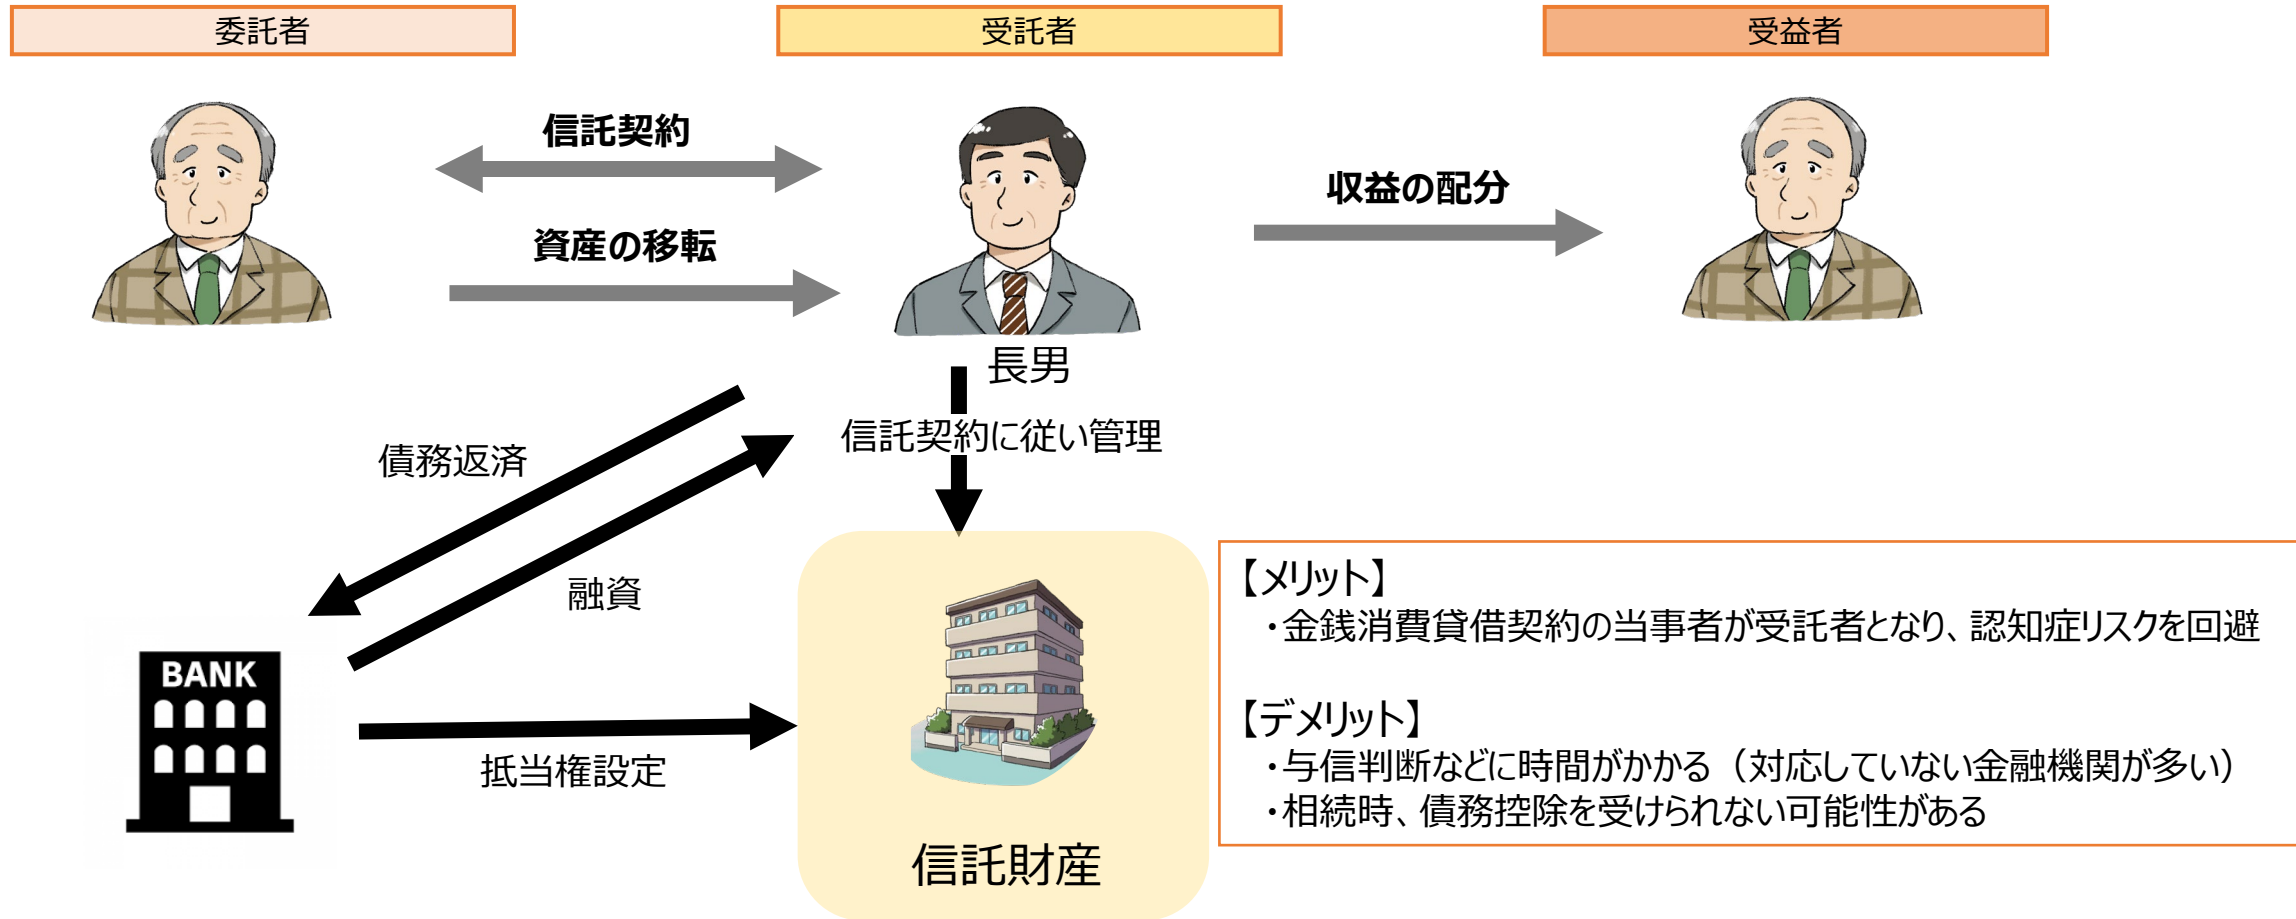 委託者
受託者
受益者
信託契約
資産の移転
収益の配分
長男
信託契約に従い管理
債務返済
融資
BANK
抵当権設定
信託財産
【メリット】
・金銭消費貸借契約の当事者が受託者となり、認知症リスクを回避
【デメリット】
・与信判断などに時間がかかる（対応していない金融機関が多い）
・相続時、債務控除を受けられない可能性がある